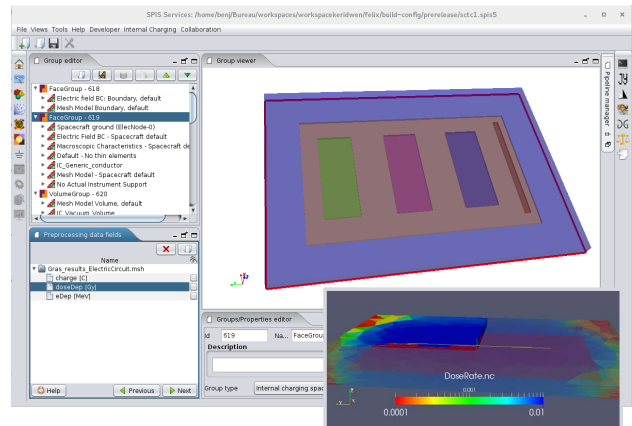 SPIS Services: /home/benj/Bureau/workspaces/workspacekeridwen/felix/build-config/prerelease/sctc1.spis5
File Views Tools Help Developer Internal Charging Collaboration
Group editor
FaceGroup - 618
Electric field BC: Boundary, default
Mesh Model Boundary, default
FaceGroup - 619
Spacecraft ground (ElecNode-0)
Electric Field BC - Spacecraft default
Macroscopic Characteristics - Spacecraft de
Default - No thin elements
IC_Generic_conductor
Mesh Model - Spacecraft default
No Actual Instrument Support
VolumeGroup - 620
Mesh Model Volume, default
IC_Vacuum_Volume
Preprocessing data fields
Name
Gras_results_ElectricCircuit.msh
charge [C]
doseDep [Gy]
eDep [MeV]
Help
Previous
Next
Group viewer
Pipeline manager
Groups/Properties editor
Id 619 Na... FaceGrou
Description
Group type Internal charging spac
DoseRate.nc
0.001
0.0001 0.01